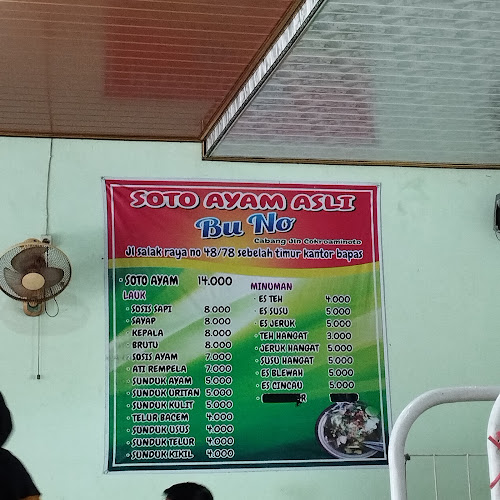 SOTO AYAM ASLI
Bu No
Cabang Jln Cokroaminoto
Jl salak raya no 48/78 sebelah timur kantor bapas
· SOTO AYAM 14.000
LAUK
· SOSIS SAPI 8.000
· SAYAP 8.000
· KEPALA 8.000
· BRUTU 8.000
· SOSIS AYAM 7.000
· ATI REMPELA 7.000
· SUNDUK AYAM 5.000
· SUNDUK URITAN 5.000
· SUNDUK KULIT 5.000
· TELUR BACEM 4.000
· SUNDUK USUS 4.000
· SUNDUK TELUR 4.000
· SUNDUK KIKIL 4.000
MINUMAN
· ES TEH 4.000
· ES SUSU 5.000
· ES JERUK 5.000
· TEH HANGAT 3.000
· JERUK HANGAT 5.000
· SUSU HANGAT 5.000
· ES BLEWAH 5.000
· ES CINCAU 5.000